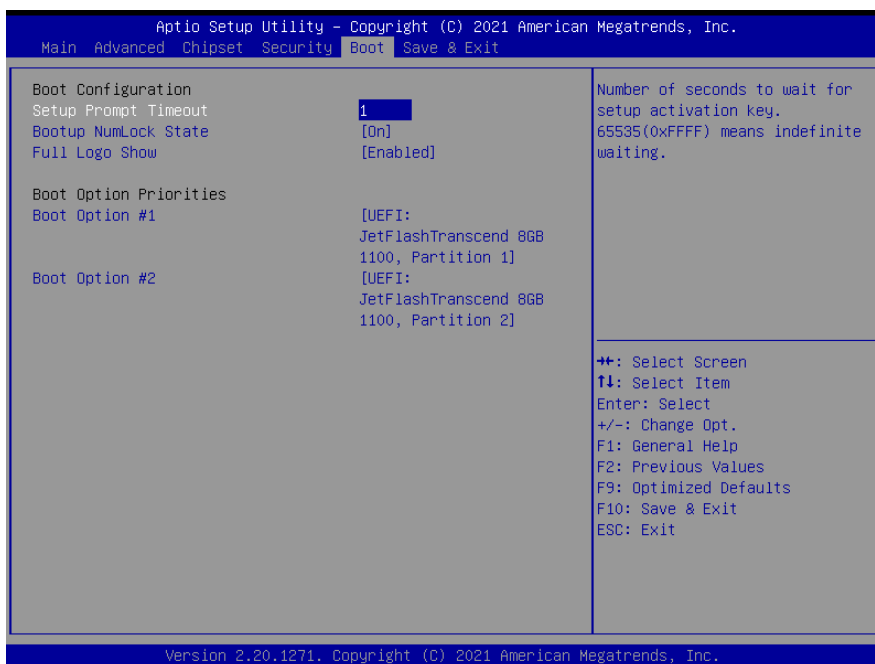 Aptio Setup Utility – Copyright (C) 2021 American Megatrends, Inc.
Main Advanced Chipset Security Boot Save & Exit
Boot Configuration
Setup Prompt Timeout 1
Bootup NumLock State [On]
Full Logo Show [Enabled]
Boot Option Priorities
Boot Option #1 [UEFI:
JetFlashTranscend 8GB
1100, Partition 1]
Boot Option #2 [UEFI:
JetFlashTranscend 8GB
1100, Partition 2]
Number of seconds to wait for
setup activation key.
65535(0xFFFF) means indefinite
waiting.
→←: Select Screen
↑↓: Select Item
Enter: Select
+/-: Change Opt.
F1: General Help
F2: Previous Values
F9: Optimized Defaults
F10: Save & Exit
ESC: Exit
Version 2.20.1271. Copyright (C) 2021 American Megatrends, Inc.